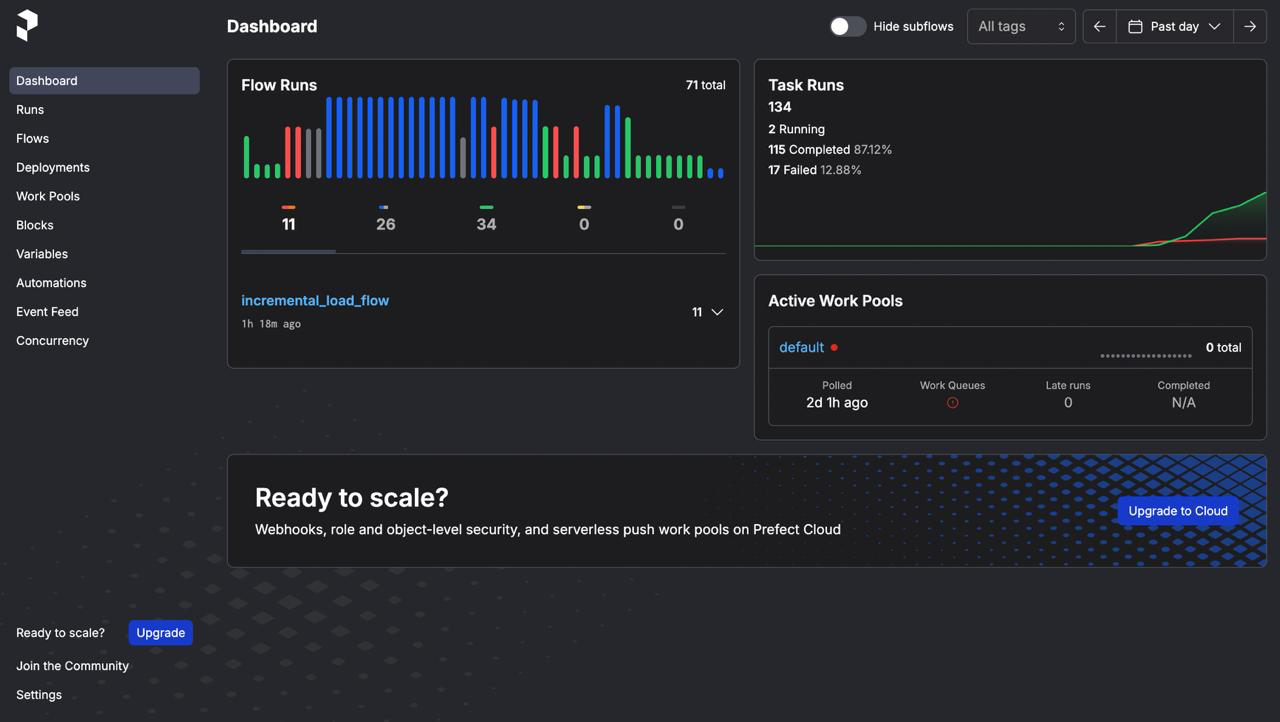 Dashboard
Hide subflows
All tags
Past day
Dashboard
Runs
Flows
Deployments
Work Pools
Blocks
Variables
Automations
Event Feed
Concurrency
Ready to scale? Upgrade
Join the Community
Settings
Flow Runs 71 total
11 26 34 0 0
incremental_load_flow
1h 18m ago
11
Task Runs
134
2 Running
115 Completed 87.12%
17 Failed 12.88%
Active Work Pools
default 0 total
Polled Work Queues Late runs Completed
2d 1h ago 0 N/A
Ready to scale?
Webhooks, role and object-level security, and serverless push work pools on Prefect Cloud
Upgrade to Cloud